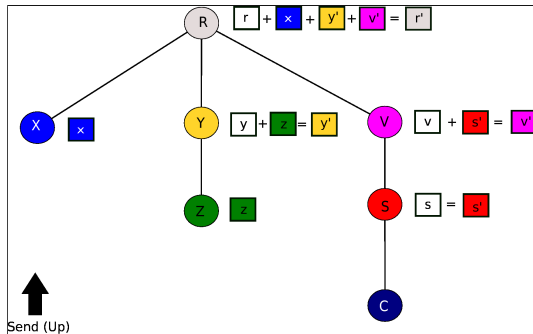 R r + x + y' + v' = r'
X x
Y y + z = y'
V v + s' = v'
Z z
S s = s'
C
Send (Up)